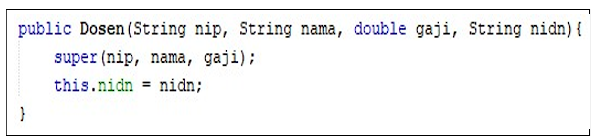 public Dosen(String nip, String nama, double gaji, String nidn){
super(nip, nama, gaji);
this.nidn = nidn;
}